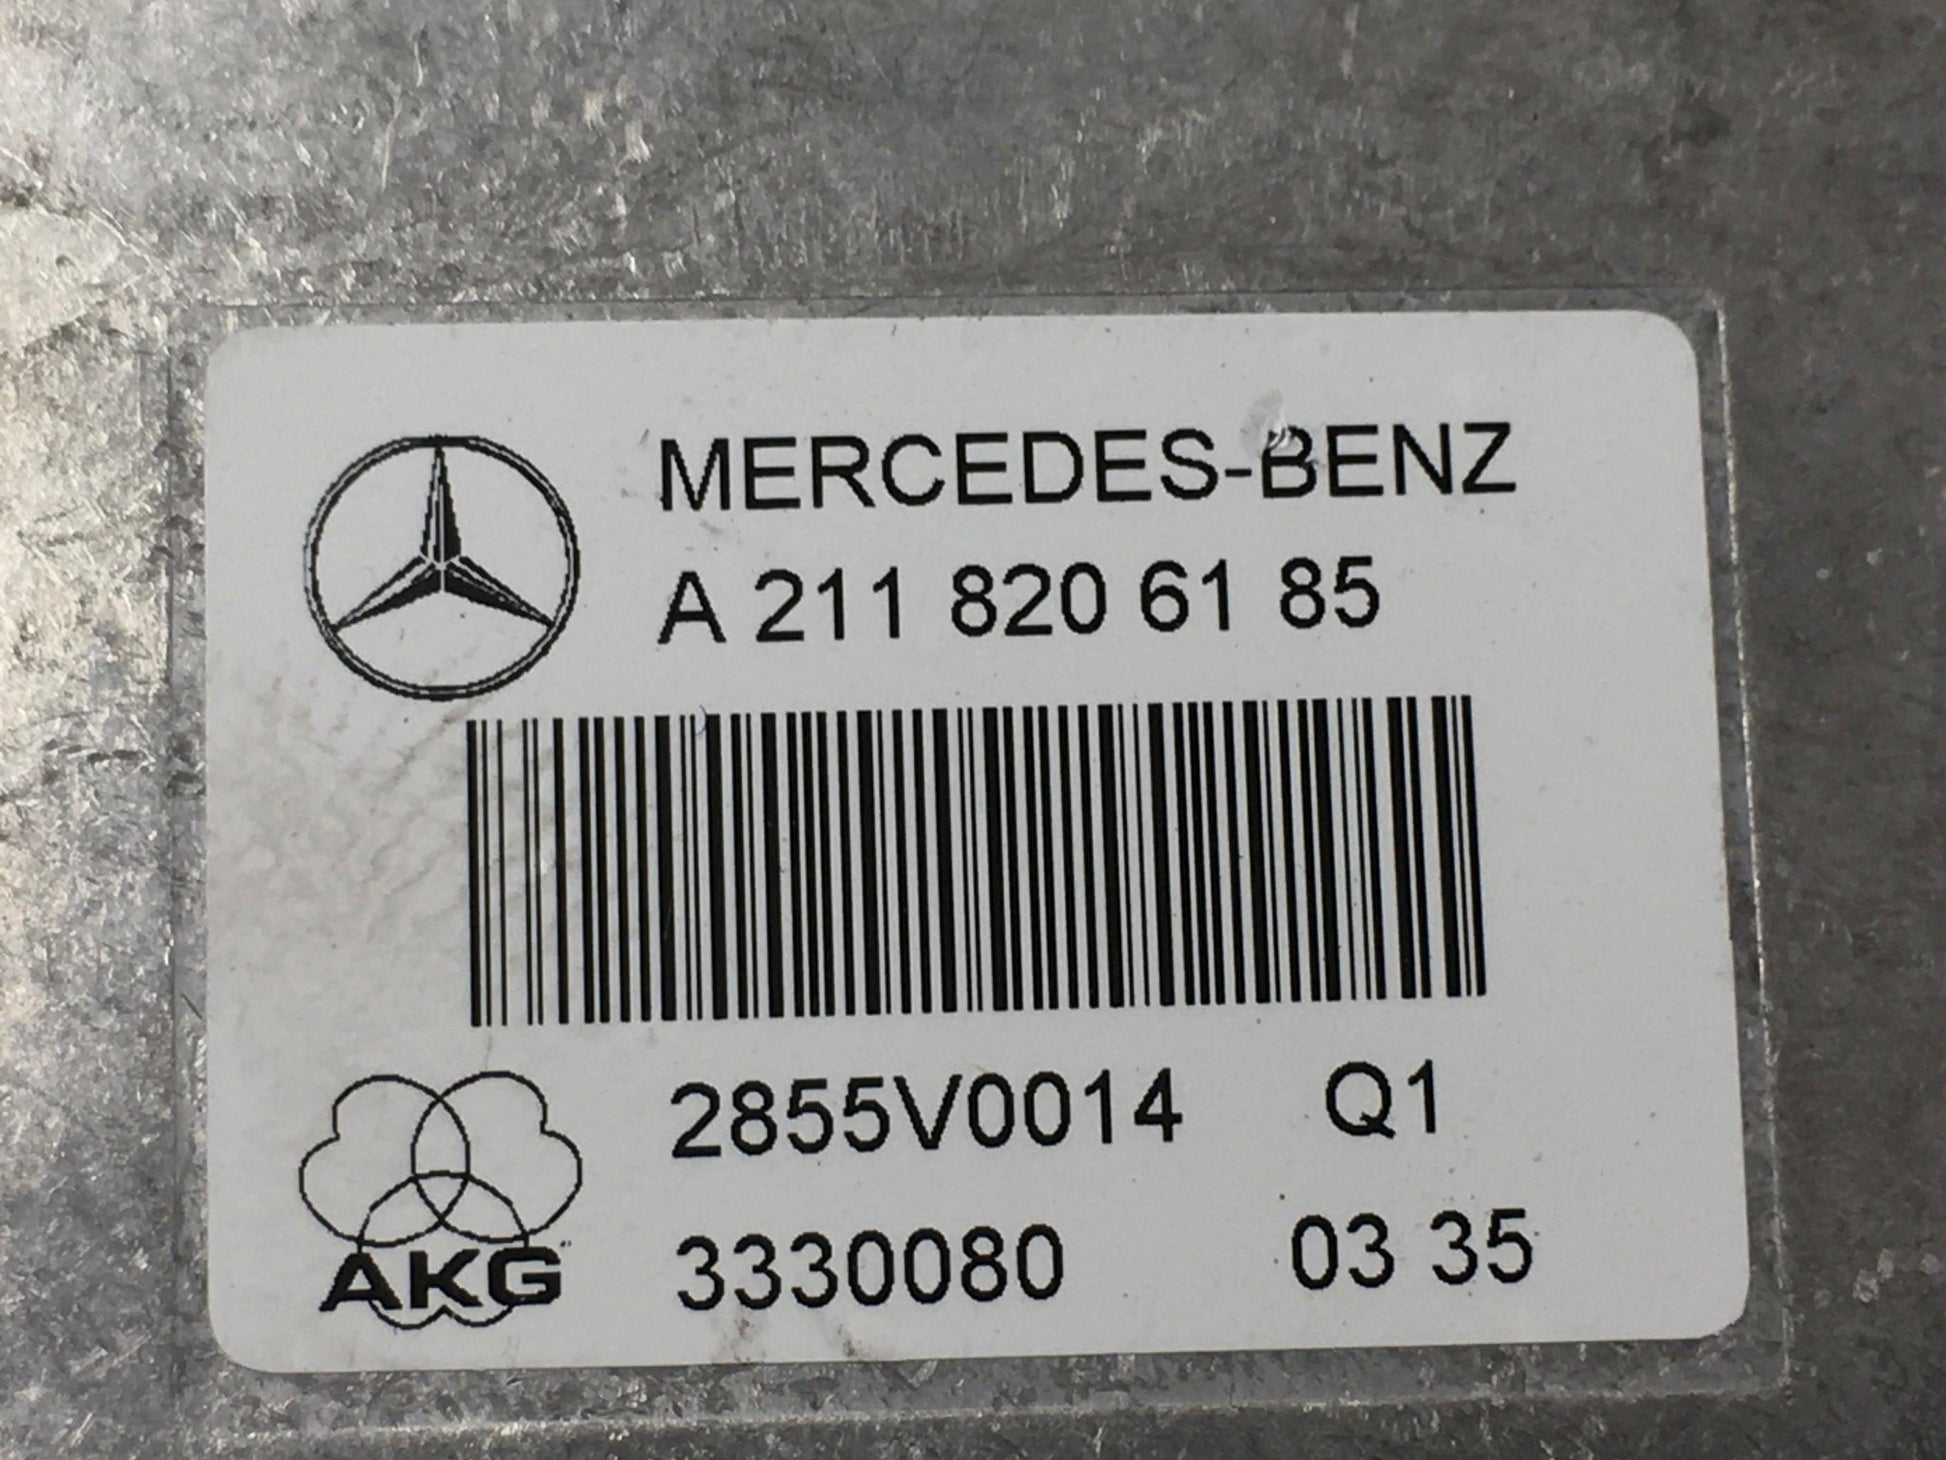 MERCEDES-BENZ
A 211 820 61 85
2855V0014 Q1
AKG
3330080 03 35